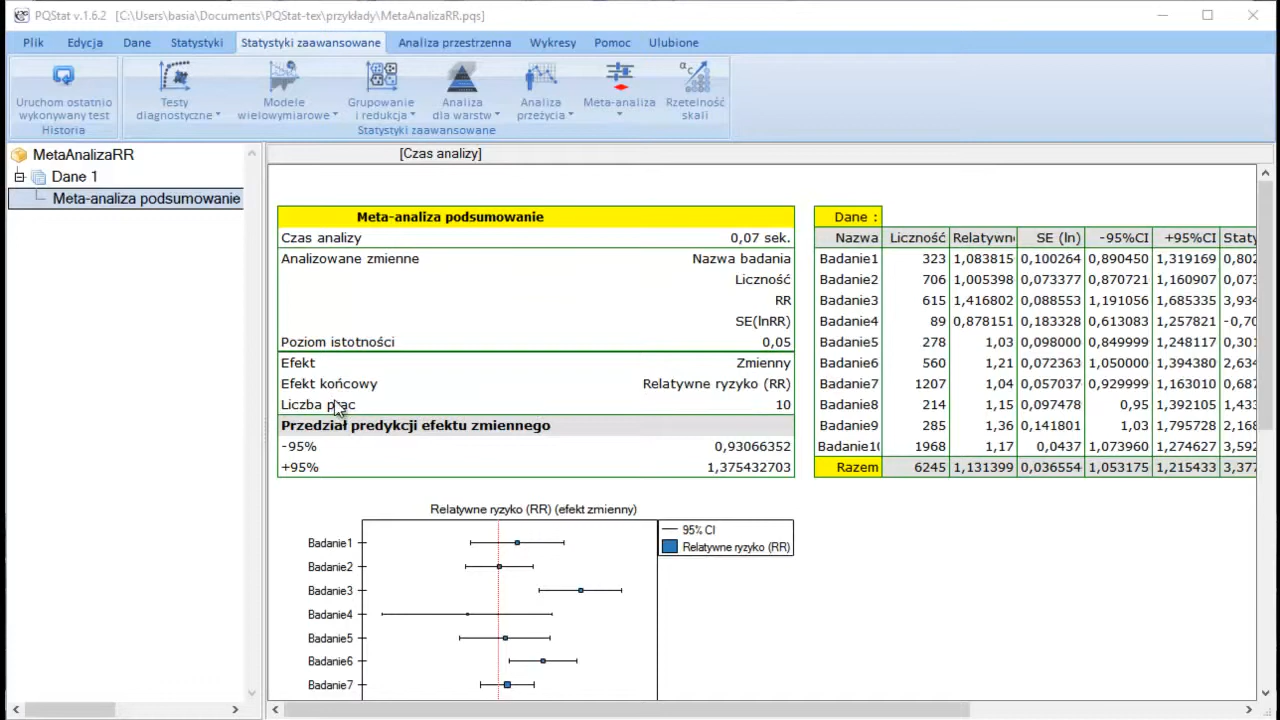 PQStat v.1.6.2 [C:\Users\basia\Documents\PQStat-tex\przykłady\MetaAnalizaRR.pqs]
Plik Edycja Dane Statystyki Statystyki zaawansowane Analiza przestrzenna Wykresy Pomoc Ulubione
Uruchom ostatnio wykonywany test
Testy diagnostyczne
Modele wielowymiarowe
Grupowanie i redukcja
Analiza dla warstw
Analiza przeżycia
Meta-analiza
Rzetelność skali
Historia
Statystyki zaawansowane
MetaAnalizaRR
Dane 1
Meta-analiza podsumowanie
[Czas analizy]
Meta-analiza podsumowanie
Czas analizy 0,07 sek.
Analizowane zmienne Nazwa badania
Liczność
RR
SE(lnRR)
Poziom istotności 0,05
Efekt Zmienny
Efekt końcowy Relatywne ryzyko (RR)
Liczba prac 10
Przedział predykcji efektu zmiennego
-95% 0,93066352
+95% 1,375432703
Dane :
Nazwa Liczność Relatywn SE (ln) -95%CI +95%CI Staty
Badanie1 323 1,083815 0,100264 0,890450 1,319169 0,802
Badanie2 706 1,005398 0,073377 0,870721 1,160907 0,073
Badanie3 615 1,416802 0,088553 1,191056 1,685335 3,934
Badanie4 89 0,878151 0,183328 0,613083 1,257821 -0,70
Badanie5 278 1,03 0,098000 0,849999 1,248117 0,301
Badanie6 560 1,21 0,072363 1,050000 1,394380 2,634
Badanie7 1207 1,04 0,057037 0,929999 1,163010 0,687
Badanie8 214 1,15 0,097478 0,95 1,392105 1,433
Badanie9 285 1,36 0,141801 1,03 1,795728 2,168
Badanie10 1968 1,17 0,0437 1,073960 1,274627 3,592
Razem 6245 1,131399 0,036554 1,053175 1,215433 3,377
Relatywne ryzyko (RR) (efekt zmienny)
95% CI
Relatywne ryzyko (RR)
Badanie1
Badanie2
Badanie3
Badanie4
Badanie5
Badanie6
Badanie7